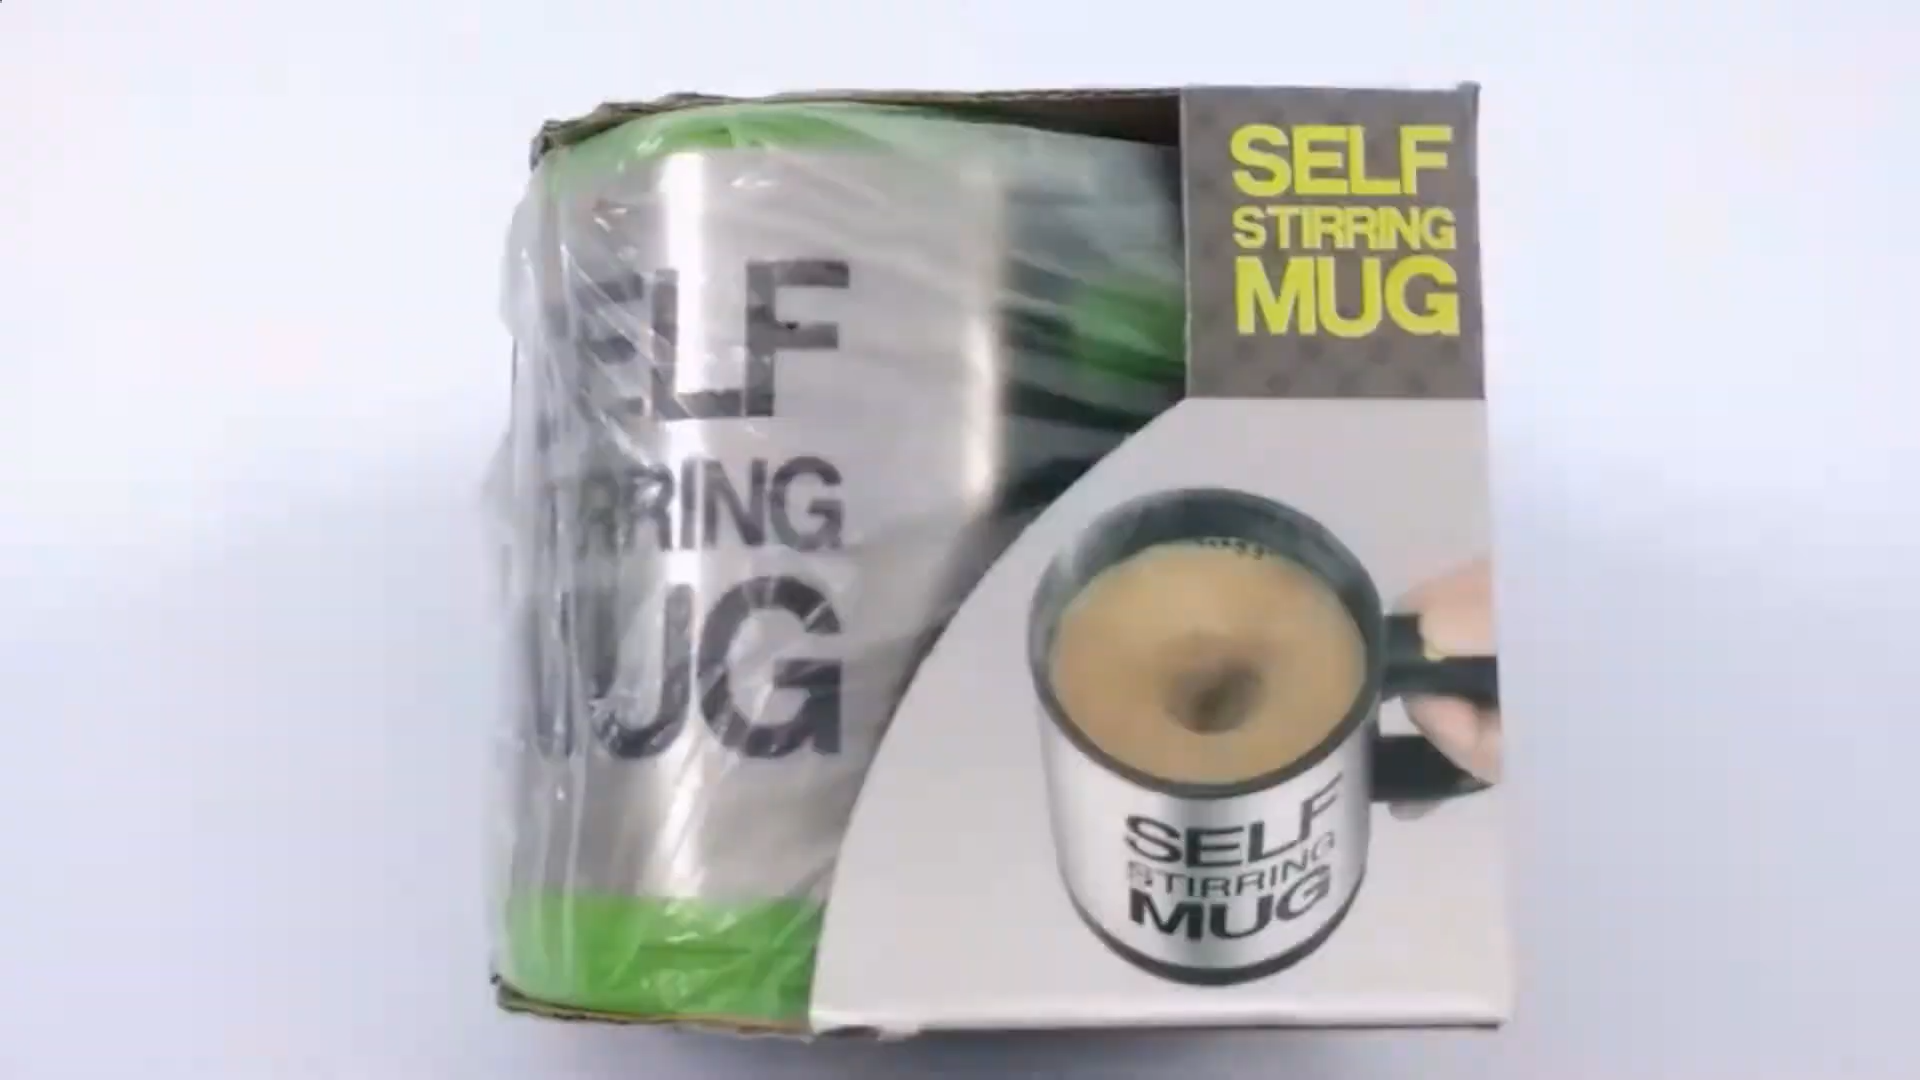 SELF
STIRRING
MUG
ELF
RRING
UG
SELF
STIRRING
MUG